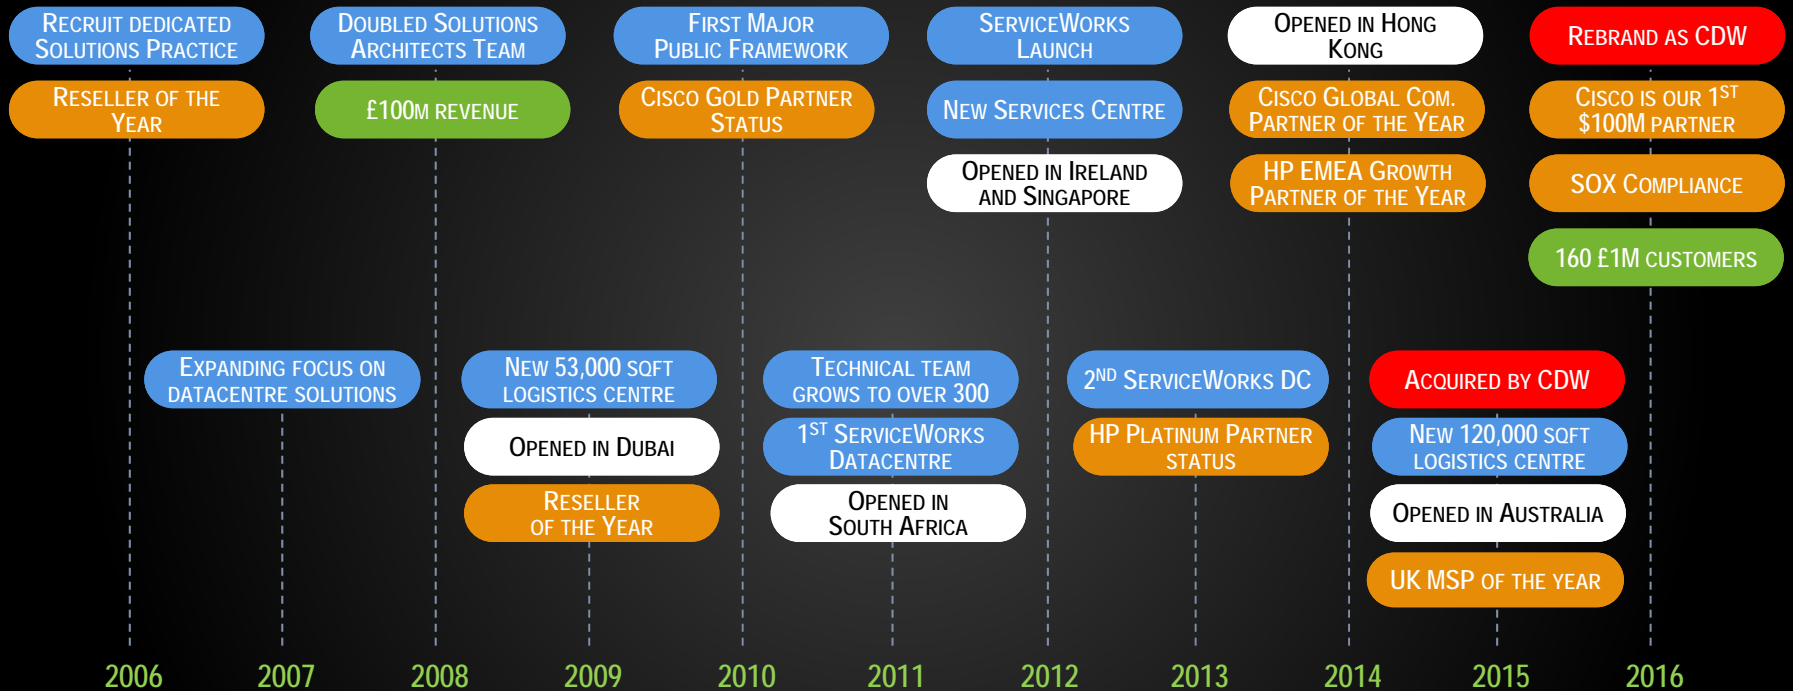 RECRUIT DEDICATED
SOLUTIONS PRACTICE
RESELLER OF THE
YEAR
DOUBLED SOLUTIONS
ARCHITECTS TEAM
£100M REVENUE
FIRST MAJOR
PUBLIC FRAMEWORK
CISCO GOLD PARTNER
STATUS
SERVICEWORKS
LAUNCH
NEW SERVICES CENTRE
OPENED IN IRELAND
AND SINGAPORE
OPENED IN HONG
KONG
CISCO GLOBAL COM.
PARTNER OF THE YEAR
HP EMEA GROWTH
PARTNER OF THE YEAR
REBRAND AS CDW
CISCO IS OUR 1ST
$100M PARTNER
SOX COMPLIANCE
160 £1M CUSTOMERS
EXPANDING FOCUS ON
DATACENTRE SOLUTIONS
NEW 53,000 SQFT
LOGISTICS CENTRE
OPENED IN DUBAI
RESELLER
OF THE YEAR
TECHNICAL TEAM
GROWS TO OVER 300
1ST SERVICEWORKS
DATACENTRE
OPENED IN
SOUTH AFRICA
2ND SERVICEWORKS DC
HP PLATINUM PARTNER
STATUS
ACQUIRED BY CDW
NEW 120,000 SQFT
LOGISTICS CENTRE
OPENED IN AUSTRALIA
UK MSP OF THE YEAR
2006 2007 2008 2009 2010 2011 2012 2013 2014 2015 2016